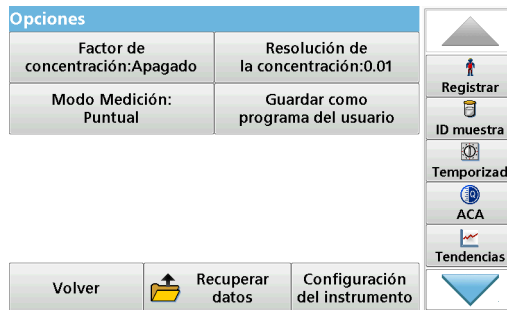 Opciones
Factor de
concentración:Apagado
Resolución de
la concentración:0.01
Modo Medición:
Puntual
Guardar como
programa del usuario
Registrar
ID muestra
Temporizad
ACA
Tendencias
Volver
Recuperar
datos
Configuración
del instrumento